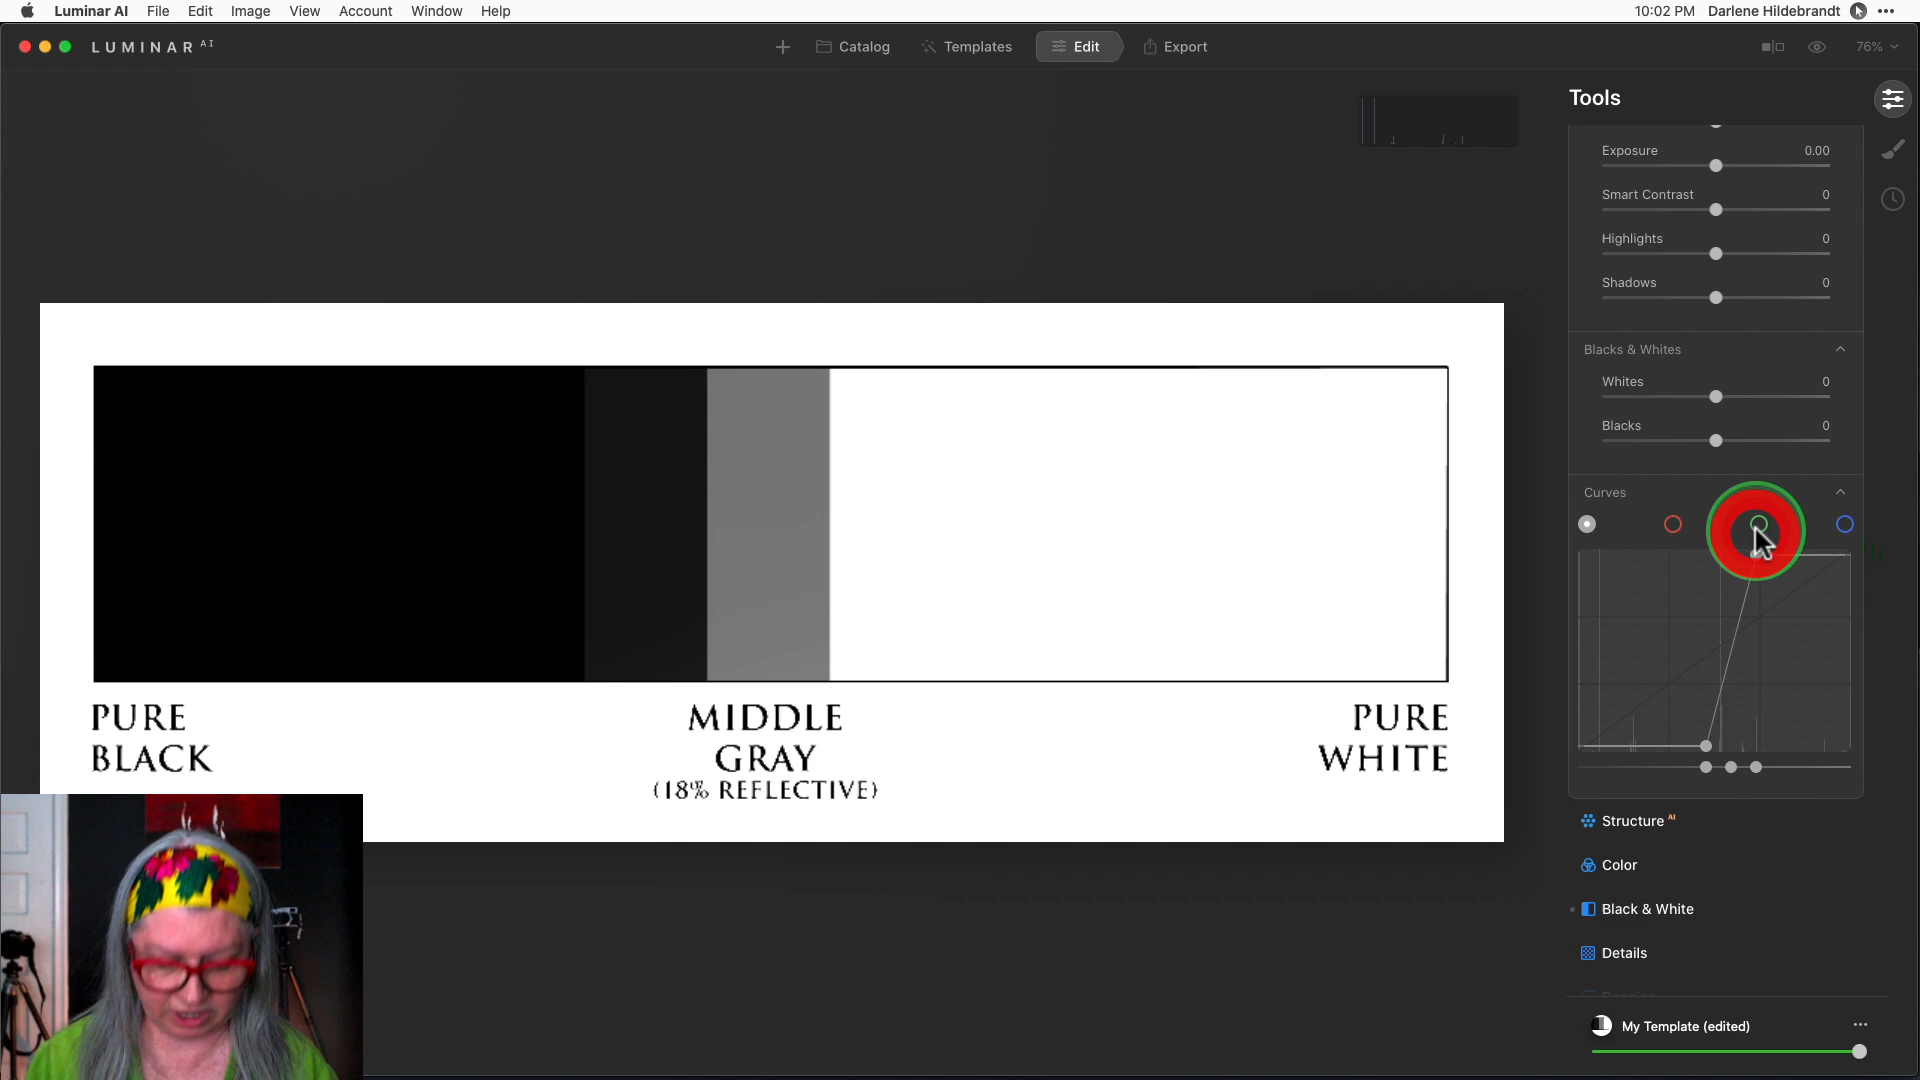 Luminar AI File Edit Image View Account Window Help 10:02 PM Darlene Hildebrandt
LUMINAR AI Catalog Templates Edit Export 76%
Tools
Exposure 0.00
Smart Contrast 0
Highlights 0
Shadows 0
Blacks & Whites
Whites 0
Blacks 0
Curves
PURE BLACK
MIDDLE GRAY
(18% REFLECTIVE)
PURE WHITE
Structure AI
Color
Black & White
Details
My Template (edited)